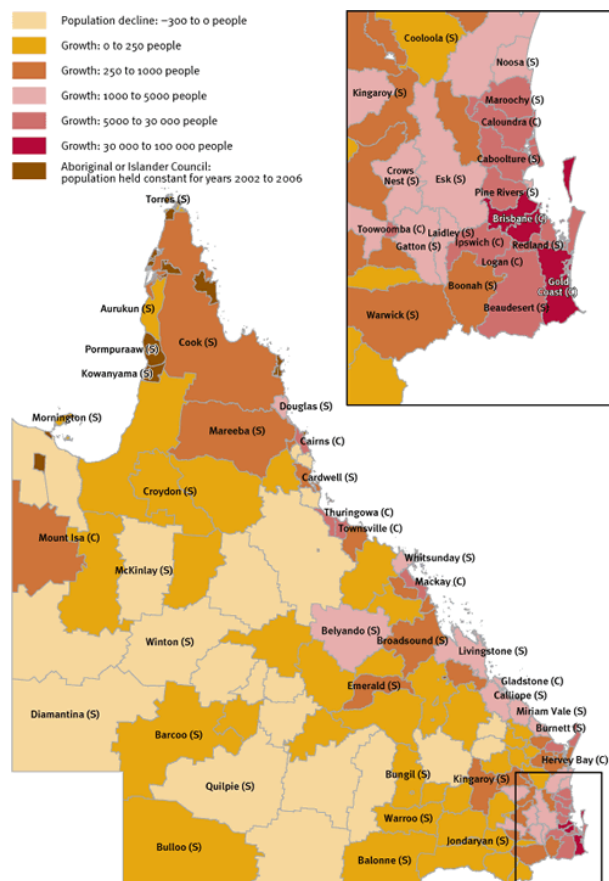 Population decline: –300 to 0 people
Growth: 0 to 250 people
Growth: 250 to 1000 people
Growth: 1000 to 5000 people
Growth: 5000 to 30 000 people
Growth: 30 000 to 100 000 people
Aboriginal or Islander Council:
population held constant for years 2002 to 2006
Cooloola (S)
Noosa (S)
Kingaroy (S)
Maroochy (S)
Caloundra (C)
Caboolture (S)
Crows
Nest (S)
Esk (S)
Pine Rivers (S)
Brisbane (C)
Toowoomba (C)
Laidley (S)
Gatton (S)
Ipswich (C)
Redland (S)
Logan (C)
Boonah (S)
Gold
Coast (C)
Beaudesert (S)
Warwick (S)
Torres (S)
Aurukun (S)
Cook (S)
Pormpuraaw (S)
Kowanyama (S)
Mornington (S)
Douglas (S)
Mareeba (S)
Cairns (C)
Cardwell (S)
Croydon (S)
Thuringowa (C)
Townsville (C)
Mount Isa (C)
McKinlay (S)
Whitsunday (S)
Mackay (C)
Winton (S)
Belyando (S)
Broadsound (S)
Livingstone (S)
Emerald (S)
Gladstone (C)
Calliope (S)
Diamantina (S)
Miriam Vale (S)
Barcoo (S)
Burnett (S)
Hervey Bay (C)
Quilpie (S)
Bungil (S)
Kingaroy (S)
Warroo (S)
Bulloo (S)
Jondaryan (S)
Balonne (S)